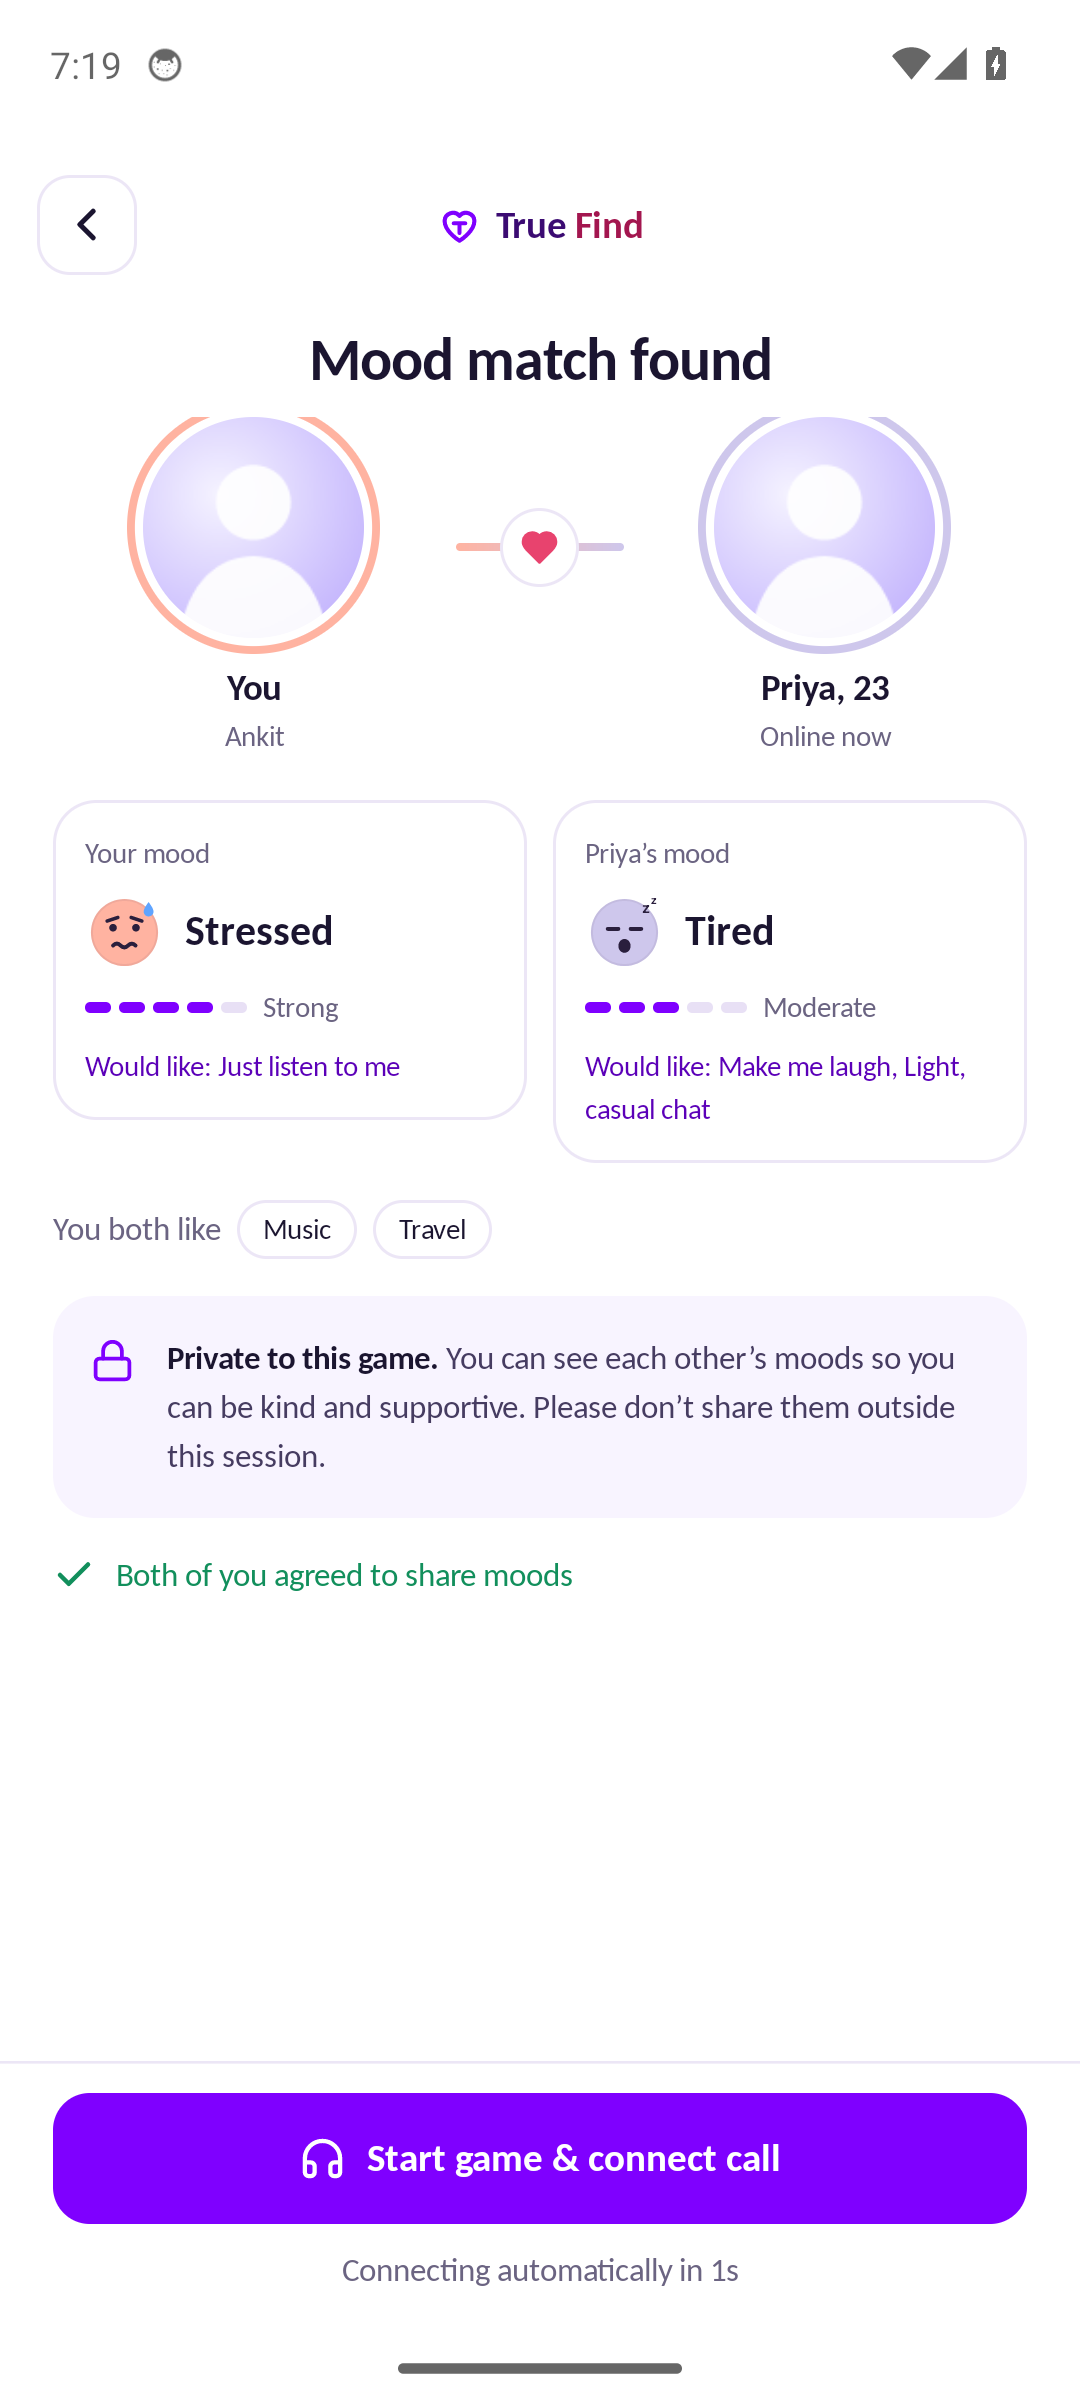 7:19
True Find
Mood match found
You
Ankit
Priya, 23
Online now
Your mood
Stressed
Strong
Would like: Just listen to me
Priya’s mood
z z
Tired
Moderate
Would like: Make me laugh, Light,
casual chat
You both like
Music
Travel
Private to this game. You can see each other’s moods so you
can be kind and supportive. Please don’t share them outside
this session.
Both of you agreed to share moods
Start game & connect call
Connecting automatically in 1s